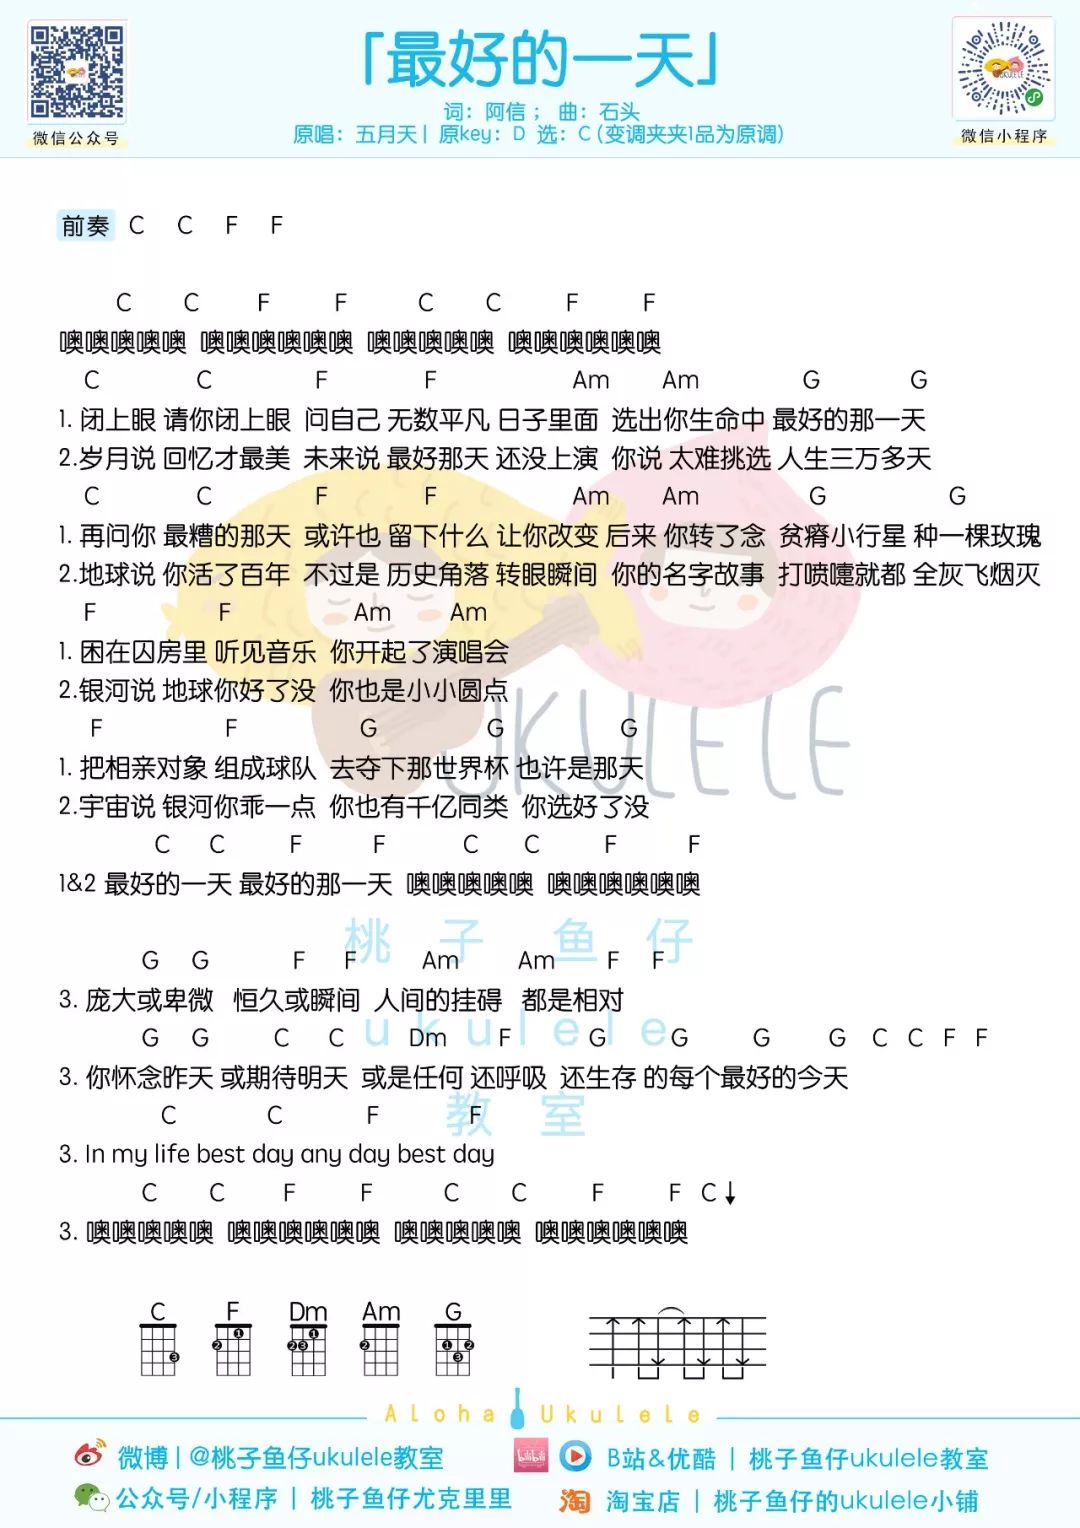 「最好的一天」
词：阿信； 曲：石头
原唱：五月天| 原key：D 选：C (变调夹夹1品为原调)
微信公众号
微信小程序
UKULELE
前奏 C C F F
C C F F C C F F
噢噢噢噢噢 噢噢噢噢噢噢 噢噢噢噢噢 噢噢噢噢噢噢
C C F F Am Am G G
1. 闭上眼 请你闭上眼 问自己 无数平凡 日子里面 选出你生命中 最好的那一天
2.岁月说 回忆才最美 未来说 最好那天 还没上演 你说 太难挑选 人生三万多天
C C F F Am Am G G
1. 再问你 最糟的那天 或许也 留下什么 让你改变 后来 你转了念 贫瘠小行星 种一棵玫瑰
2.地球说 你活了百年 不过是 历史角落 转眼瞬间 你的名字故事 打喷嚏就都 全灰飞烟灭
F F Am Am
1. 困在囚房里 听见音乐 你开起了演唱会
2.银河说 地球你好了没 你也是小小圆点
F F G G G
1. 把相亲对象 组成球队 去夺下那世界杯 也许是那天
2.宇宙说 银河你乖一点 你也有千亿同类 你选好了没
UKULELE
C C F F C C F F
1&2 最好的一天 最好的那一天 噢噢噢噢噢 噢噢噢噢噢噢
桃子鱼仔
G G F F Am Am F F
3. 庞大或卑微 恒久或瞬间 人间的挂碍 都是相对
ukulele
G G C C Dm F G G G G C C F F
3. 你怀念昨天 或期待明天 或是任何 还呼吸 还生存 的每个最好的今天
教室
C C F F
3. In my life best day any day best day
C C F F C C F F C↓
3. 噢噢噢噢噢 噢噢噢噢噢噢 噢噢噢噢噢 噢噢噢噢噢噢
C F Dm Am G
3 2 1 2 3 1 2 1 3 2
Aloha Ukulele
微博 | @桃子鱼仔ukulele教室
bilibili B站&优酷 | 桃子鱼仔ukulele教室
公众号/小程序 | 桃子鱼仔尤克里里
淘 淘宝店 | 桃子鱼仔的ukulele小铺